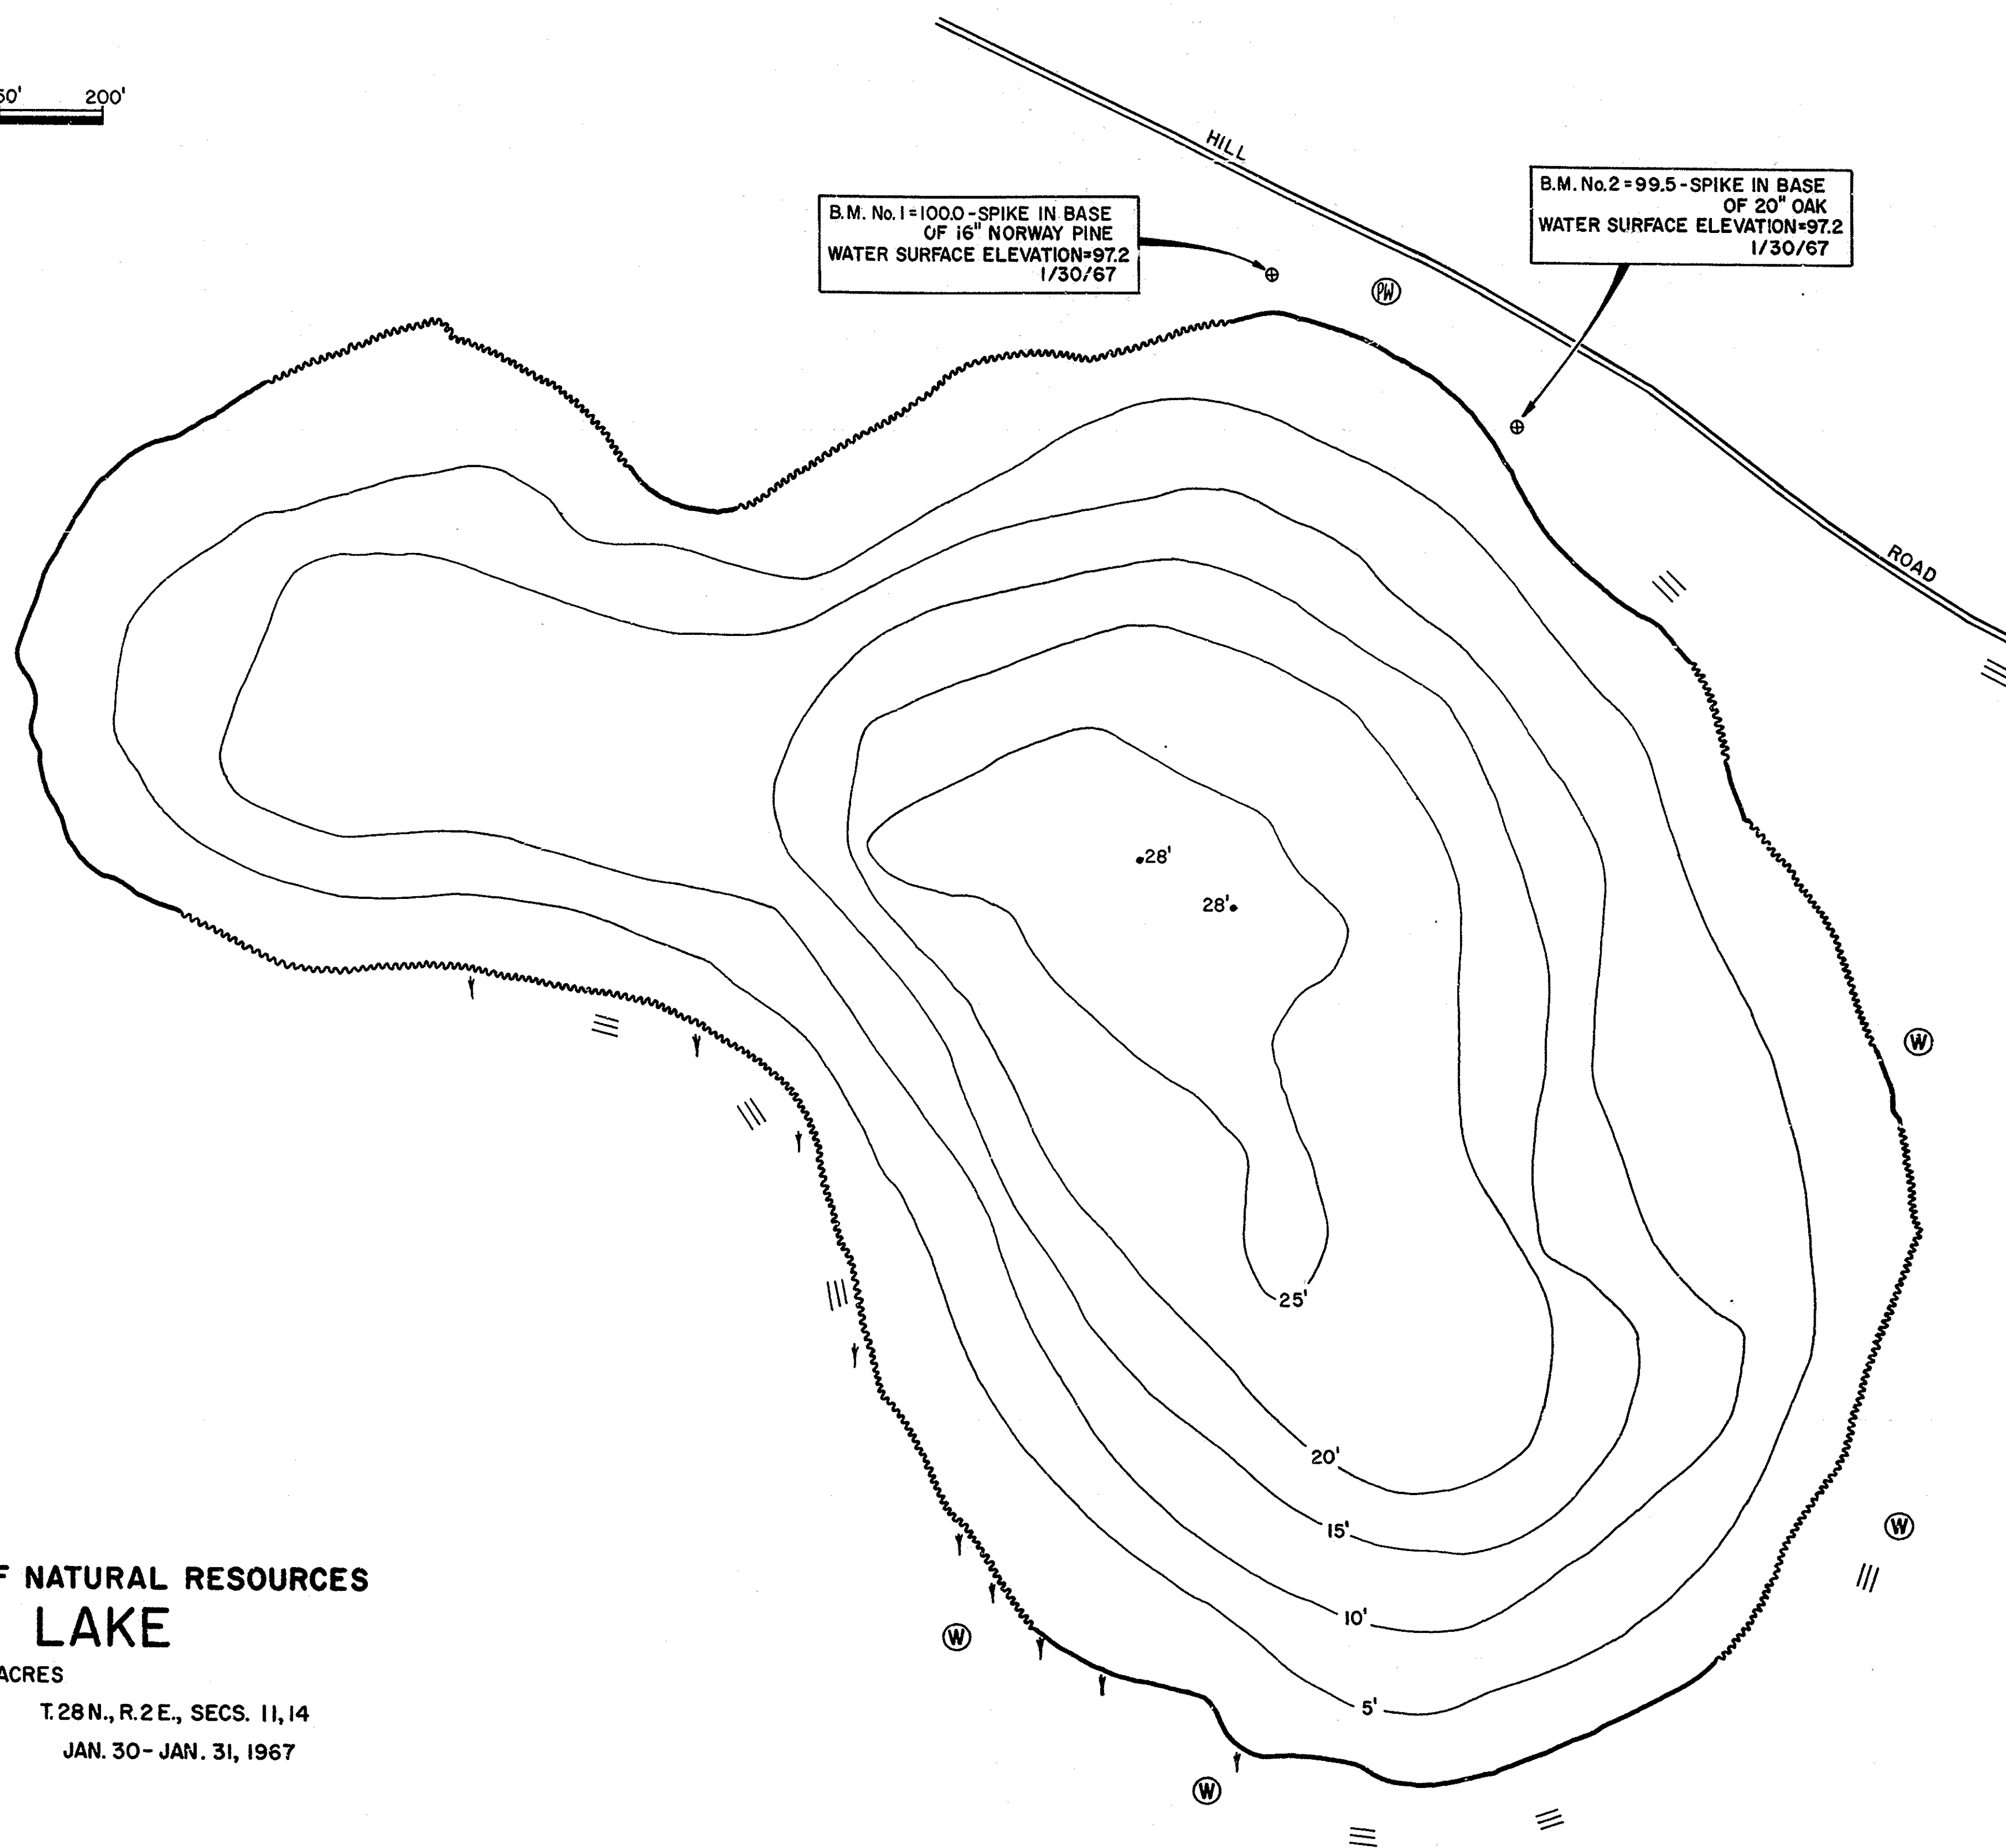 200'
HILL
B.M. No. 1 = 100.0 - SPIKE IN BASE
OF 16" NORWAY PINE
WATER SURFACE ELEVATION=97.2
1/30/67
B.M. No. 2 = 99.5 - SPIKE IN BASE
OF 20" OAK
WATER SURFACE ELEVATION=97.2
1/30/67
PW
ROAD
28'
28'
W
25'
20'
W
15'
10'
W
5'
W
NATURAL RESOURCES
LAKE
ACRES
T. 28 N., R. 2 E., SECS. 11, 14
JAN. 30 - JAN. 31, 1967